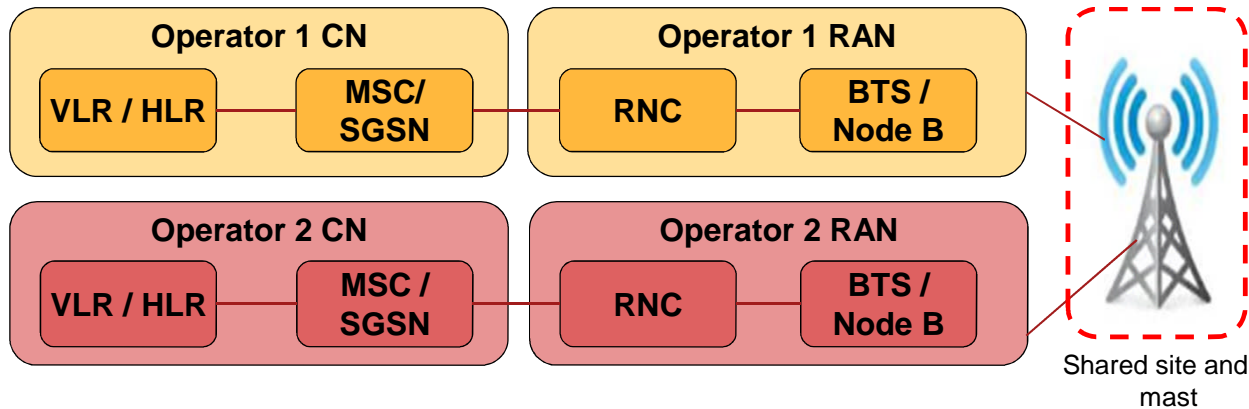 Operator 1 CN
Operator 1 RAN
VLR / HLR
MSC/
SGSN
RNC
BTS /
Node B
Operator 2 CN
Operator 2 RAN
VLR / HLR
MSC /
SGSN
RNC
BTS /
Node B
Shared site and
mast